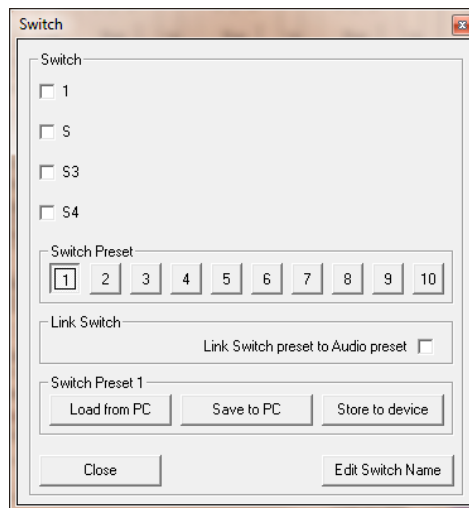 Switch
Switch
1
S
S3
S4
Switch Preset
1 2 3 4 5 6 7 8 9 10
Link Switch
Link Switch preset to Audio preset
Switch Preset 1
Load from PC Save to PC Store to device
Close Edit Switch Name